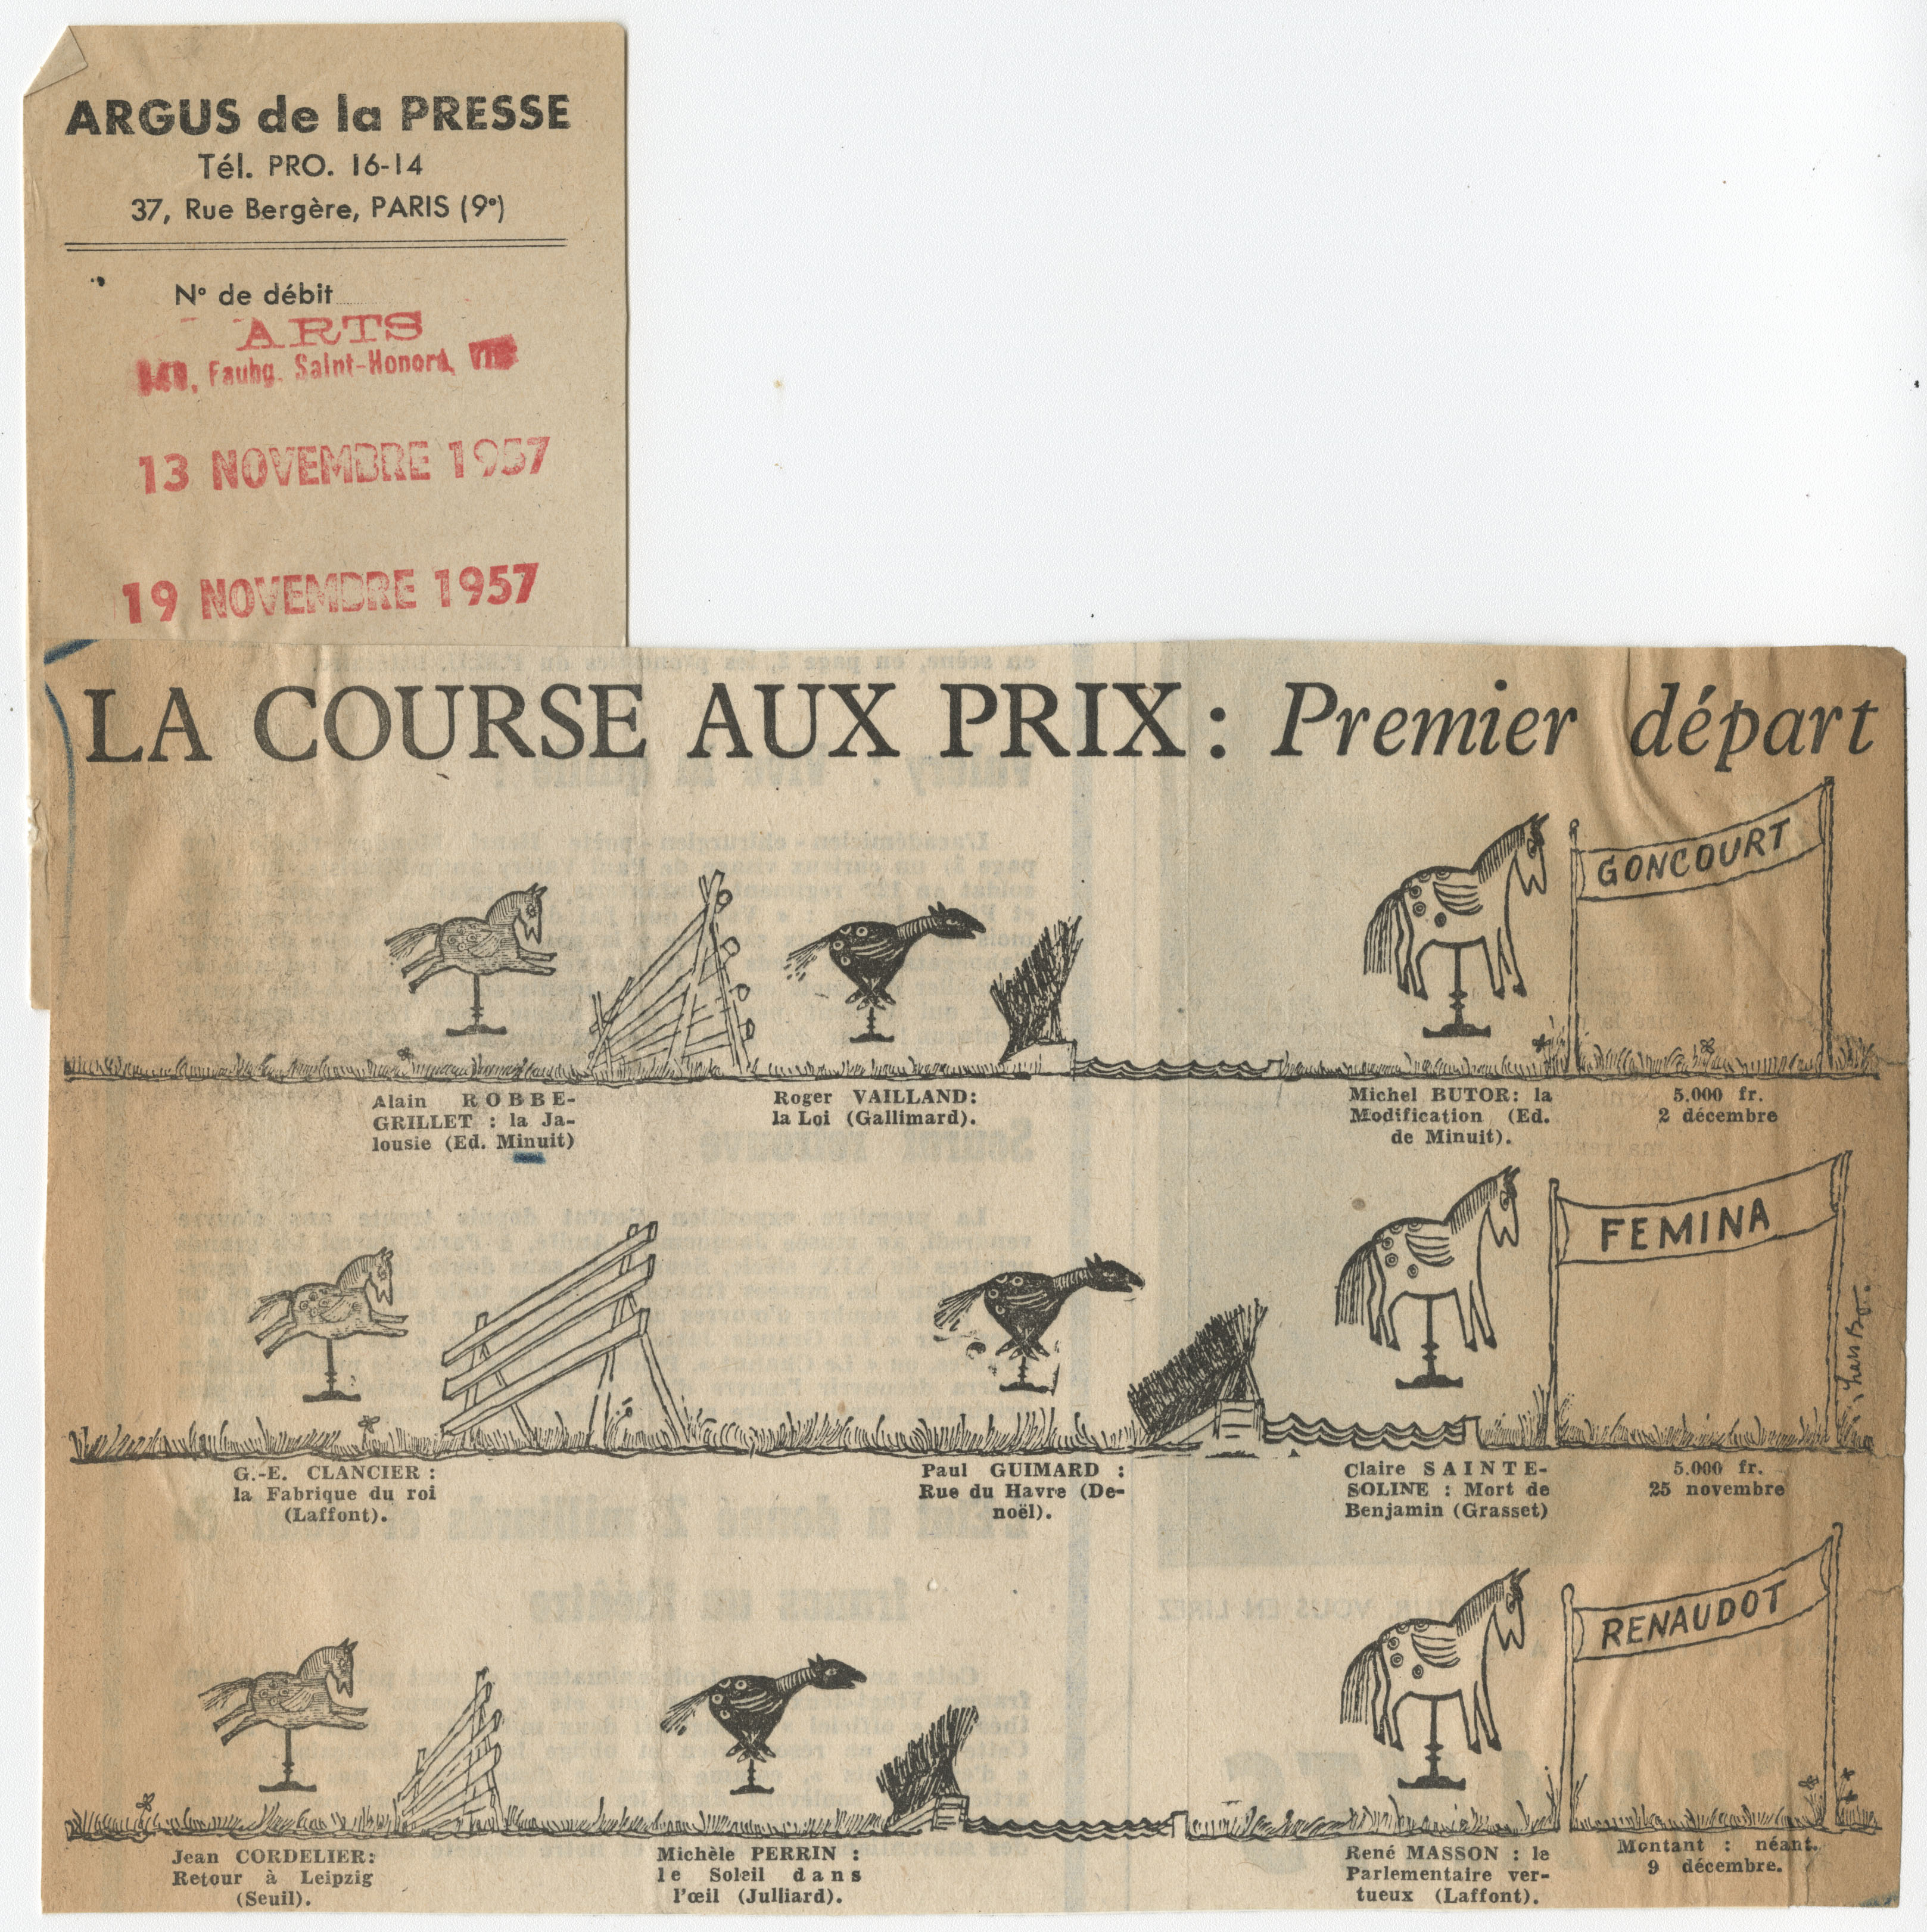 ARGUS de la PRESSE
Tél. PRO. 16-14
37, Rue Bergère, PARIS (9e)
N° de débit
ARTS
Faubg. Saint-Honoré,
13 NOVEMBRE 1957
19 NOVEMBRE 1957
LA COURSE AUX PRIX : Premier départ
GONCOURT
Alain ROBBE-
GRILLET : la Ja-
lousie (Ed. Minuit)
Roger VAILLAND:
la Loi (Gallimard).
Michel BUTOR: la
Modification (Ed.
de Minuit).
5.000 fr.
2 décembre
FEMINA
G.-E. CLANCIER :
la Fabrique du roi
(Laffont).
Paul GUIMARD :
Rue du Havre (De-
noël).
Claire SAINTE-
SOLINE : Mort de
Benjamin (Grasset)
5.000 fr.
25 novembre
RENAUDOT
Jean CORDELIER:
Retour à Leipzig
(Seuil).
Michèle PERRIN :
le Soleil dans
l'œil (Julliard).
René MASSON : le
Parlementaire ver-
tueux (Laffont).
Montant : néant.
9 décembre.